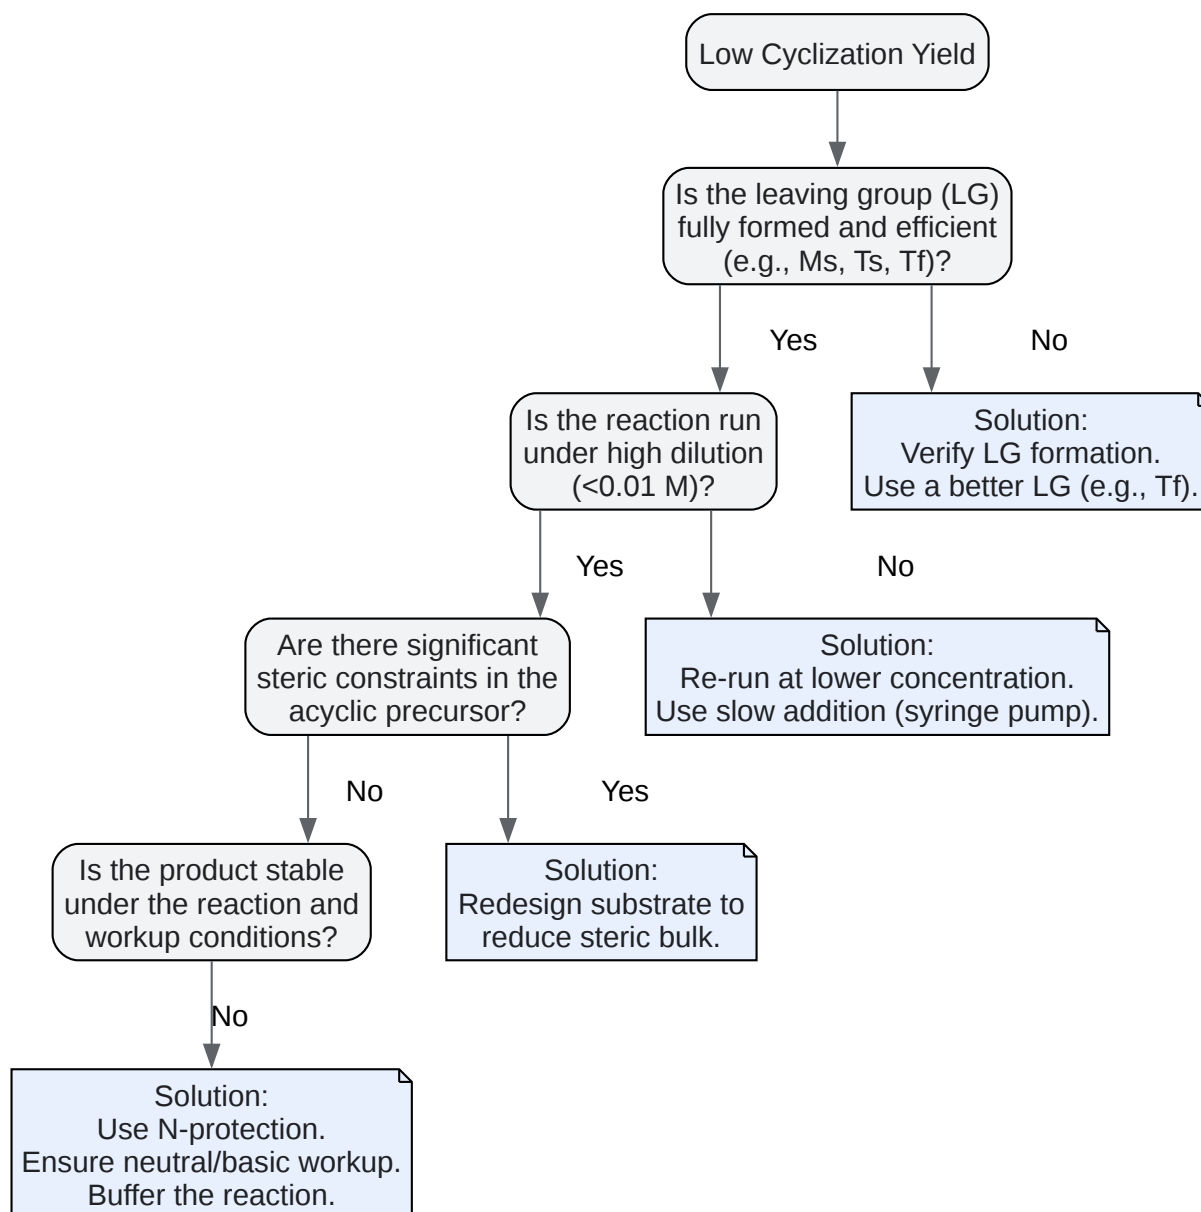 Low Cyclization Yield
Is the leaving group (LG)
fully formed and efficient
(e.g., Ms, Ts, Tf)?
Yes
No
Is the reaction run
under high dilution
(<0.01 M)?
Solution:
Verify LG formation.
Use a better LG (e.g., Tf).
Yes
No
Are there significant
steric constraints in the
acyclic precursor?
Solution:
Re-run at lower concentration.
Use slow addition (syringe pump).
No
Yes
Is the product stable
under the reaction and
workup conditions?
Solution:
Redesign substrate to
reduce steric bulk.
No
Solution:
Use N-protection.
Ensure neutral/basic workup.
Buffer the reaction.